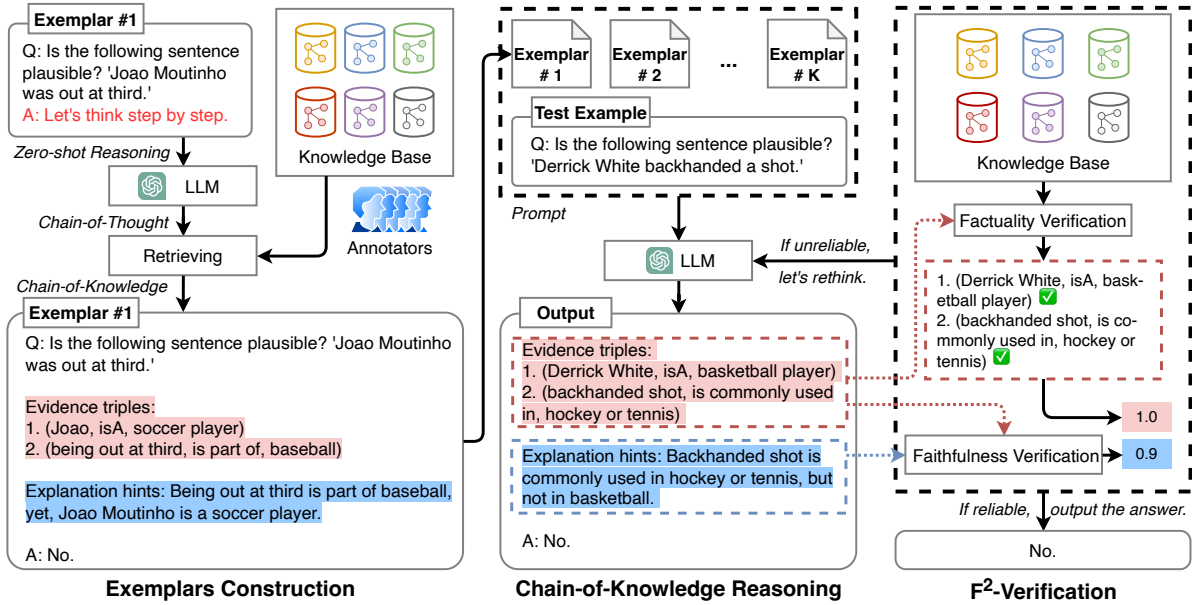 Exemplar #1
Q: Is the following sentence
plausible? 'Joao Moutinho
was out at third.'
A: Let's think step by step.
Knowledge Base
Zero-shot Reasoning
LLM
Chain-of-Thought
Annotators
Retrieving
Chain-of-Knowledge
Exemplar #1
Q: Is the following sentence plausible? 'Joao Moutinho
was out at third.'
Evidence triples:
1. (Joao, isA, soccer player)
2. (being out at third, is part of, baseball)
Explanation hints: Being out at third is part of baseball,
yet, Joao Moutinho is a soccer player.
A: No.
Exemplars Construction
Exemplar
# 1
Exemplar
# 2
...
Exemplar
# K
Test Example
Q: Is the following sentence plausible?
'Derrick White backhanded a shot.'
Prompt
LLM
If unreliable,
let's rethink.
Output
Evidence triples:
1. (Derrick White, isA, basketball player)
2. (backhanded shot, is commonly used
in, hockey or tennis)
Explanation hints: Backhanded shot is
commonly used in hockey or tennis, but
not in basketball.
A: No.
Chain-of-Knowledge Reasoning
Knowledge Base
Factuality Verification
1. (Derrick White, isA, bask-
etball player)
2. (backhanded shot, is co-
mmonly used in, hockey or
tennis)
1.0
Faithfulness Verification
0.9
If reliable, output the answer.
No.
F²-Verification